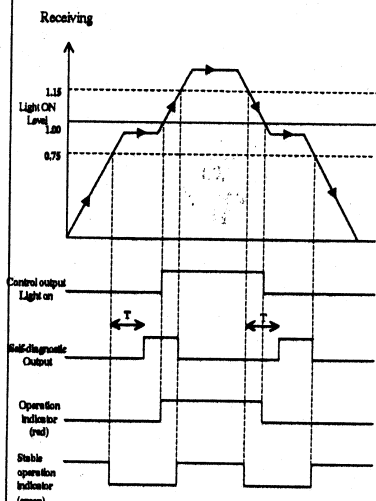 Receiving
1.15
Light ON
Level
1.00
0.75
Control output
Light on
T
T
Self-diagnostic
Output
Operation
indicator
(red)
Stable
operation
indicator
(green)